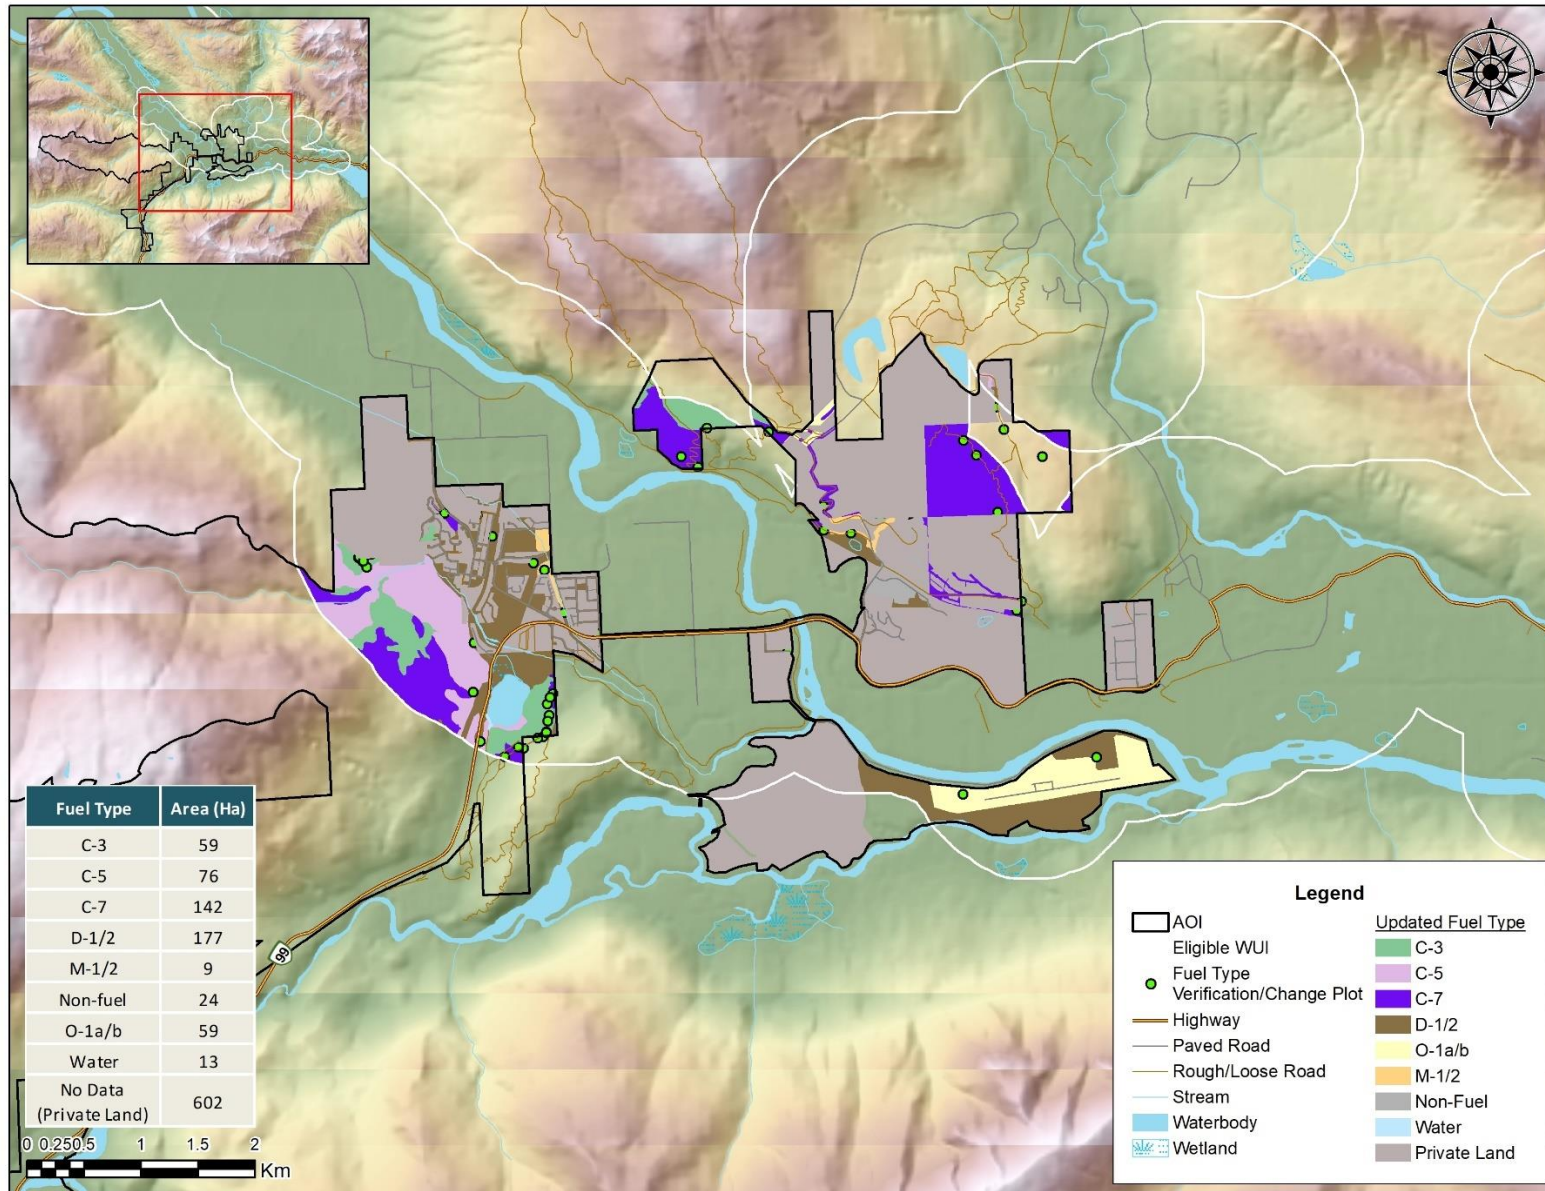 Fuel Type Area (Ha)
C-3 59
C-5 76
C-7 142
D-1/2 177
M-1/2 9
Non-fuel 24
O-1a/b 59
Water 13
No Data
(Private Land) 602
0 0.25 0.5 1 1.5 2
Km
99
Legend
AOI
Eligible WUI
Fuel Type
Verification/Change Plot
Highway
Paved Road
Rough/Loose Road
Stream
Waterbody
Wetland
Updated Fuel Type
C-3
C-5
C-7
D-1/2
O-1a/b
M-1/2
Non-Fuel
Water
Private Land